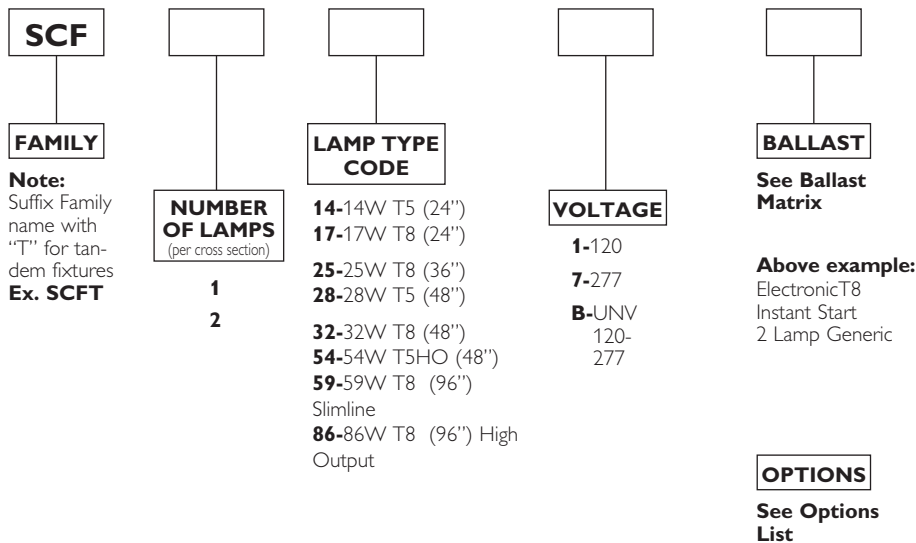 SCF
FAMILY
Note:
Suffix Family
name with
“T” for tan-
dem fixtures
Ex. SCFT
NUMBER
OF LAMPS
(per cross section)
1
2
LAMP TYPE
CODE
14-14W T5 (24”)
17-17W T8 (24”)
25-25W T8 (36”)
28-28W T5 (48”)
32-32W T8 (48”)
54-54W T5HO (48”)
59-59W T8 (96”)
Slimline
86-86W T8 (96”) High
Output
VOLTAGE
1-120
7-277
B-UNV
120-
277
BALLAST
See Ballast
Matrix
Above example:
ElectronicT8
Instant Start
2 Lamp Generic
OPTIONS
See Options
List